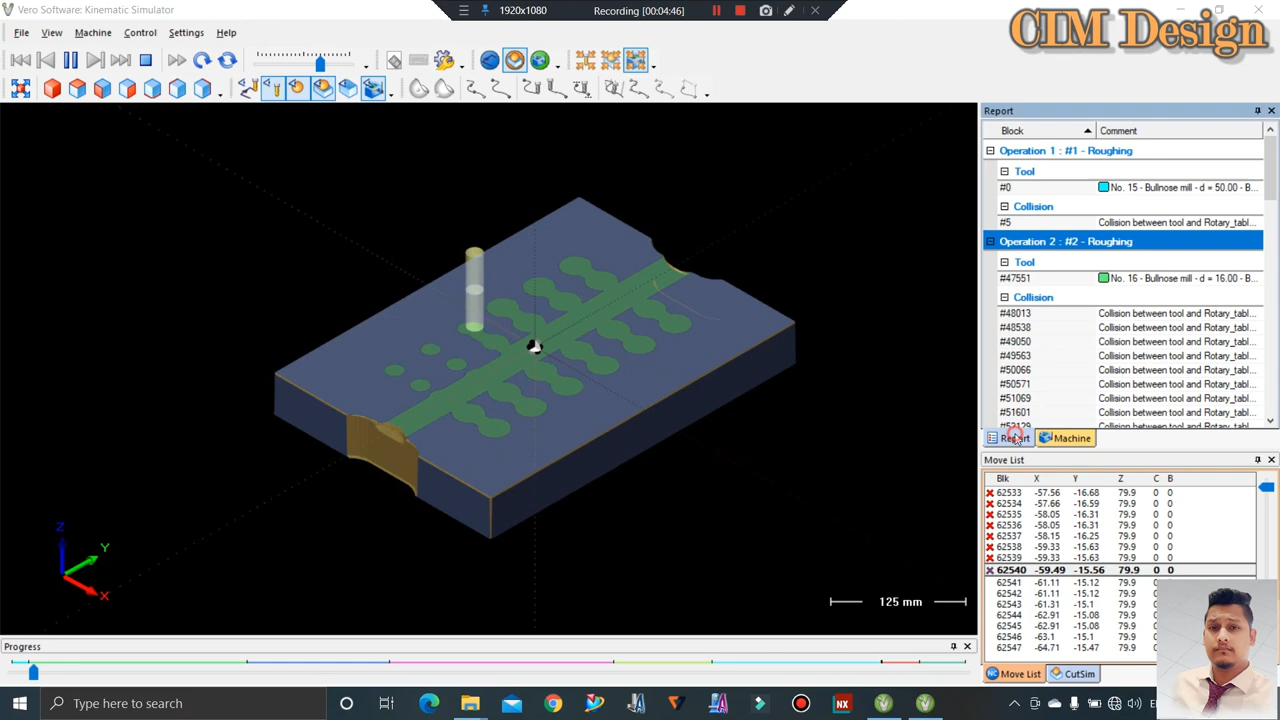 Vero Software: Kinematic Simulator
1920x1080
Recording [00:04:46]
CIM Design
File View Machine Control Settings Help
Report
Block Comment
Operation 1 : #1 - Roughing
Tool
#0 No. 15 - Bullnose mill - d = 50.00 - B...
Collision
#5 Collision between tool and Rotary_tabl...
Operation 2 : #2 - Roughing
Tool
#47551 No. 16 - Bullnose mill - d = 16.00 - B...
Collision
#48013 Collision between tool and Rotary_tabl...
#48538 Collision between tool and Rotary_tabl...
#49050 Collision between tool and Rotary_tabl...
#49563 Collision between tool and Rotary_tabl...
#50066 Collision between tool and Rotary_tabl...
#50571 Collision between tool and Rotary_tabl...
#51069 Collision between tool and Rotary_tabl...
#51601 Collision between tool and Rotary_tabl...
#52129 Collision between tool and Rotary_tabl...
Report Machine
Move List
Blk X Y Z C B
62533 -57.56 -16.68 79.9 0 0
62534 -57.66 -16.59 79.9 0 0
62535 -58.05 -16.31 79.9 0 0
62536 -58.05 -16.31 79.9 0 0
62537 -58.15 -16.25 79.9 0 0
62538 -59.33 -15.63 79.9 0 0
62539 -59.33 -15.63 79.9 0 0
62540 -59.49 -15.56 79.9 0 0
62541 -61.11 -15.12 79.9 0 0
62542 -61.11 -15.12 79.9
62543 -61.31 -15.1 79.9
62544 -62.91 -15.08 79.9
62545 -62.91 -15.08 79.9
62546 -63.1 -15.1 79.9
62547 -64.71 -15.47 79.9
Move List CutSim
Z
Y
X
125 mm
Progress
Type here to search